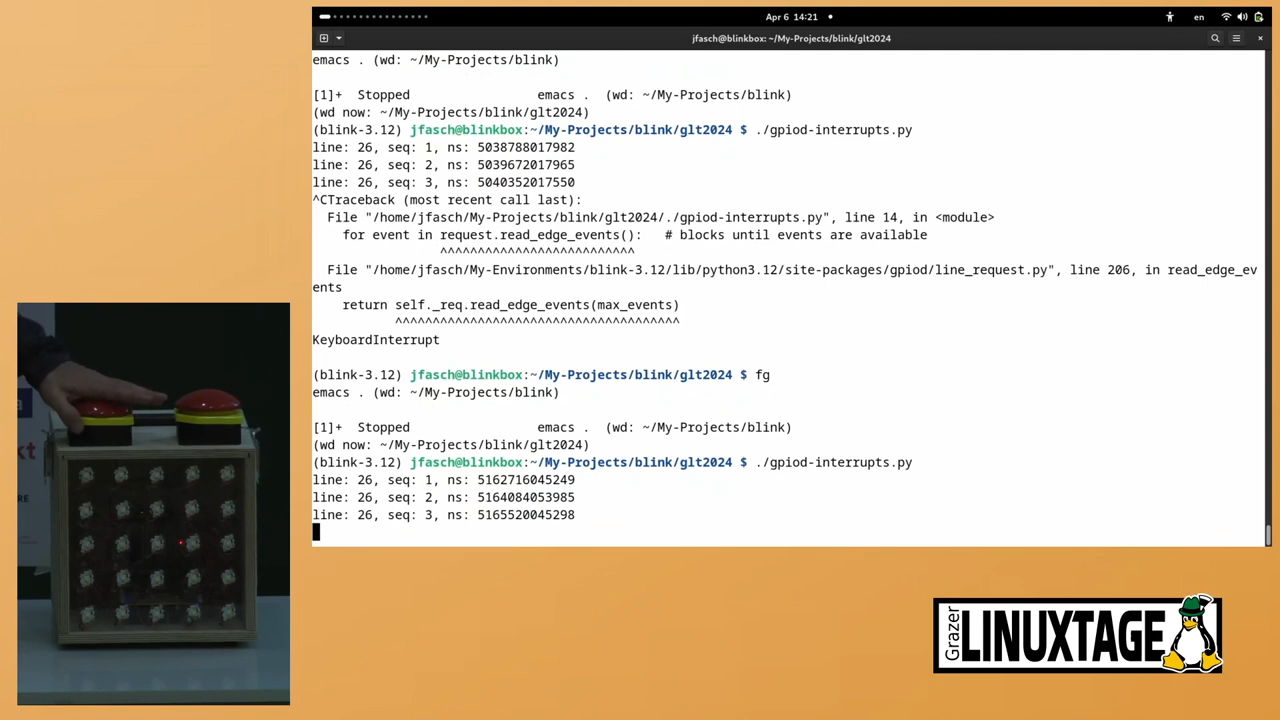 Apr 6 14:21
en
jfasch@blinkbox: ~/My-Projects/blink/glt2024
emacs . (wd: ~/My-Projects/blink)
[1]+  Stopped                 emacs .  (wd: ~/My-Projects/blink)
(wd now: ~/My-Projects/blink/glt2024)
(blink-3.12) jfasch@blinkbox:~/My-Projects/blink/glt2024 $ ./gpiod-interrupts.py
line: 26, seq: 1, ns: 5038788017982
line: 26, seq: 2, ns: 5039672017965
line: 26, seq: 3, ns: 5040352017550
^CTraceback (most recent call last):
  File "/home/jfasch/My-Projects/blink/glt2024/./gpiod-interrupts.py", line 14, in <module>
    for event in request.read_edge_events():   # blocks until events are available
                 ^^^^^^^^^^^^^^^^^^^^^^^^^^
  File "/home/jfasch/My-Environments/blink-3.12/lib/python3.12/site-packages/gpiod/line_request.py", line 206, in read_edge_ev
ents
    return self._req.read_edge_events(max_events)
           ^^^^^^^^^^^^^^^^^^^^^^^^^^^^^^^^^^^^^^
KeyboardInterrupt
(blink-3.12) jfasch@blinkbox:~/My-Projects/blink/glt2024 $ fg
emacs . (wd: ~/My-Projects/blink)
[1]+  Stopped                 emacs .  (wd: ~/My-Projects/blink)
(wd now: ~/My-Projects/blink/glt2024)
(blink-3.12) jfasch@blinkbox:~/My-Projects/blink/glt2024 $ ./gpiod-interrupts.py
line: 26, seq: 1, ns: 5162716045249
line: 26, seq: 2, ns: 5164084053985
line: 26, seq: 3, ns: 5165520045298
Grazer
LINUXTAGE